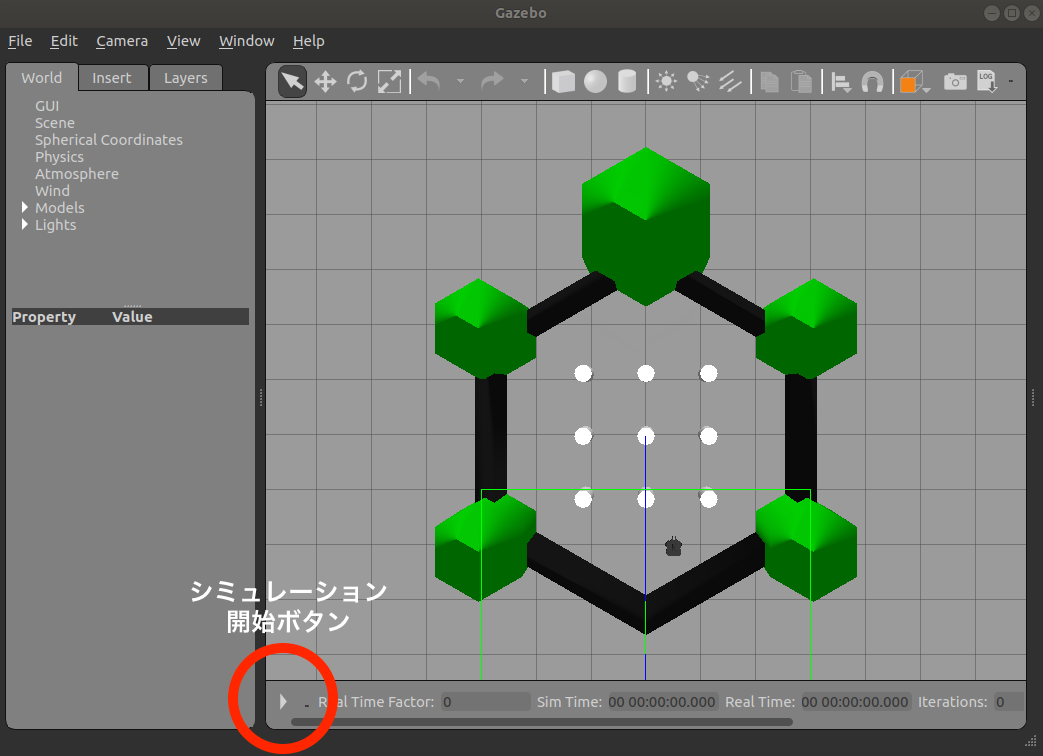 Gazebo
File Edit Camera View Window Help
World Insert Layers
GUI
Scene
Spherical Coordinates
Physics
Atmosphere
Wind
Models
Lights
Property Value
LOG
シミュレーション
開始ボタン
Real Time Factor: 0 Sim Time: 00 00:00:00.000 Real Time: 00 00:00:00.000 Iterations: 0